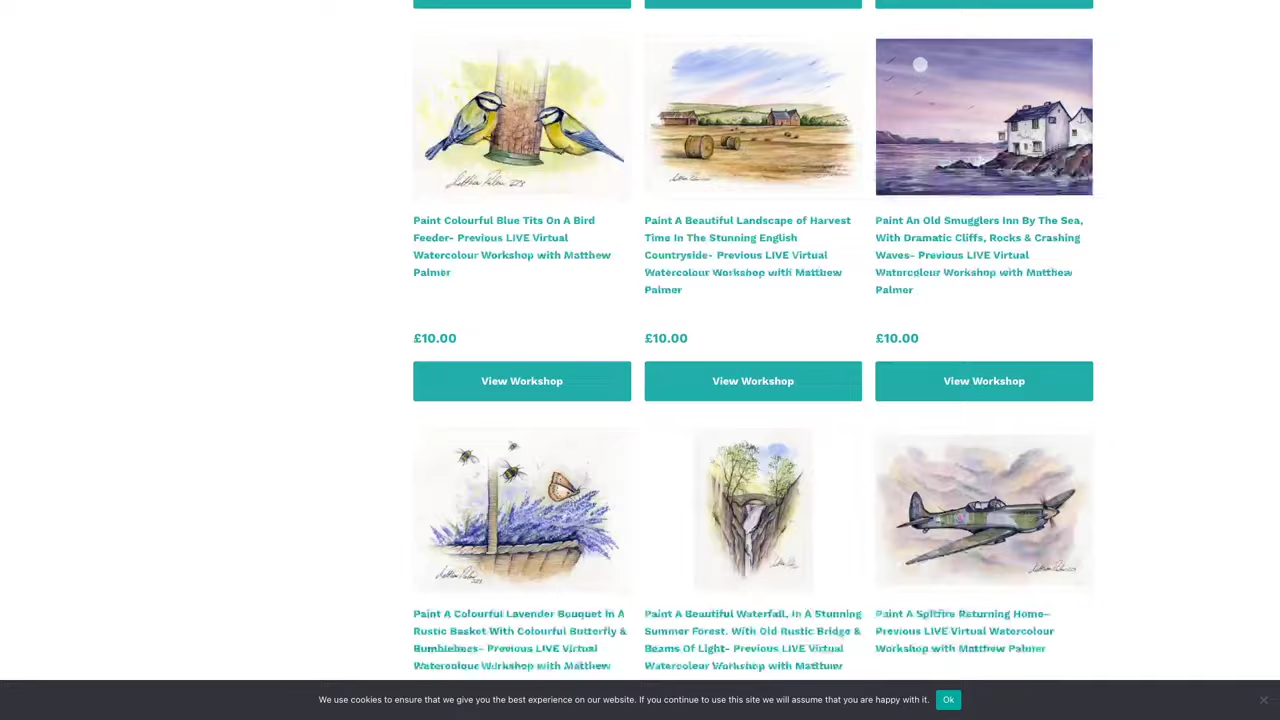 Paint Colourful Blue Tits On A Bird
Feeder- Previous LIVE Virtual
Watercolour Workshop with Matthew
Palmer
£10.00
View Workshop
Paint A Beautiful Landscape of Harvest
Time In The Stunning English
Countryside- Previous LIVE Virtual
Watercolour Workshop with Matthew
Palmer
£10.00
View Workshop
Paint An Old Smugglers Inn By The Sea,
With Dramatic Cliffs, Rocks & Crashing
Waves- Previous LIVE Virtual
Watercolour Workshop with Matthew
Palmer
£10.00
View Workshop
Paint A Colourful Lavender Bouquet In A
Rustic Basket With Colourful Butterfly &
Bumblebees- Previous LIVE Virtual
Watercolour Workshop with Matthew
Paint A Beautiful Waterfall, In A Stunning
Summer Forest. With Old Rustic Bridge &
Beams Of Light- Previous LIVE Virtual
Watercolour Workshop with Matthew
Paint A Spitfire Returning Home-
Previous LIVE Virtual Watercolour
Workshop with Matthew Palmer
We use cookies to ensure that we give you the best experience on our website. If you continue to use this site we will assume that you are happy with it.
Ok